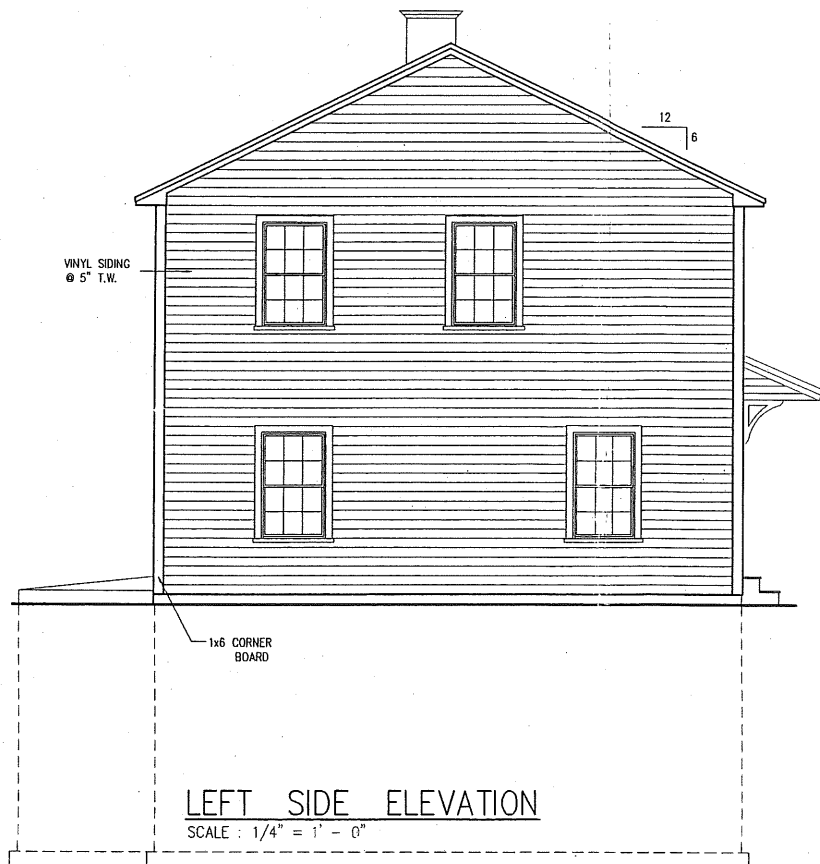 12
6
VINYL SIDING
@ 5" T.W.
1x6 CORNER
BOARD
LEFT SIDE ELEVATION
SCALE : 1/4" = 1' - 0"